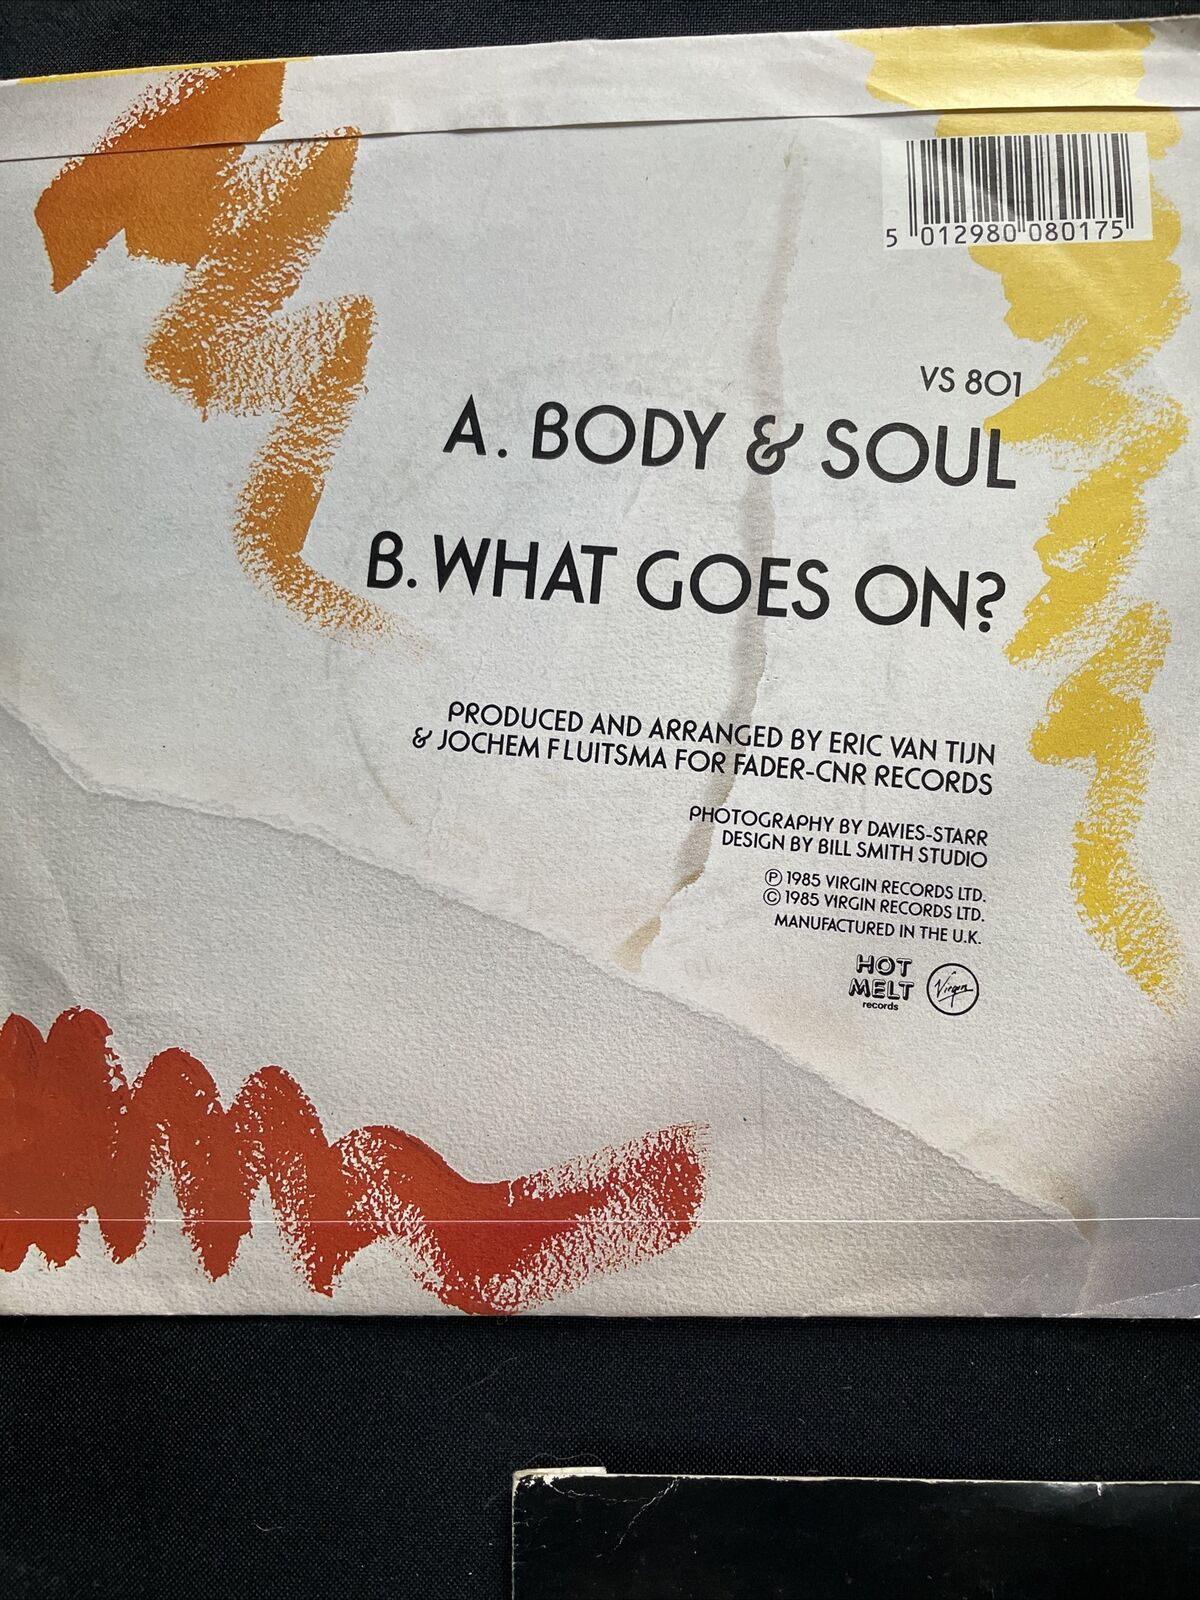 5 012980 080175
VS 801
A. BODY & SOUL
B. WHAT GOES ON?
PRODUCED AND ARRANGED BY ERIC VAN TIJN
& JOCHEM FLUITSMA FOR FADER-CNR RECORDS
PHOTOGRAPHY BY DAVIES-STARR
DESIGN BY BILL SMITH STUDIO
℗ 1985 VIRGIN RECORDS LTD.
© 1985 VIRGIN RECORDS LTD.
MANUFACTURED IN THE U.K.
HOT
MELT
records
Virgin